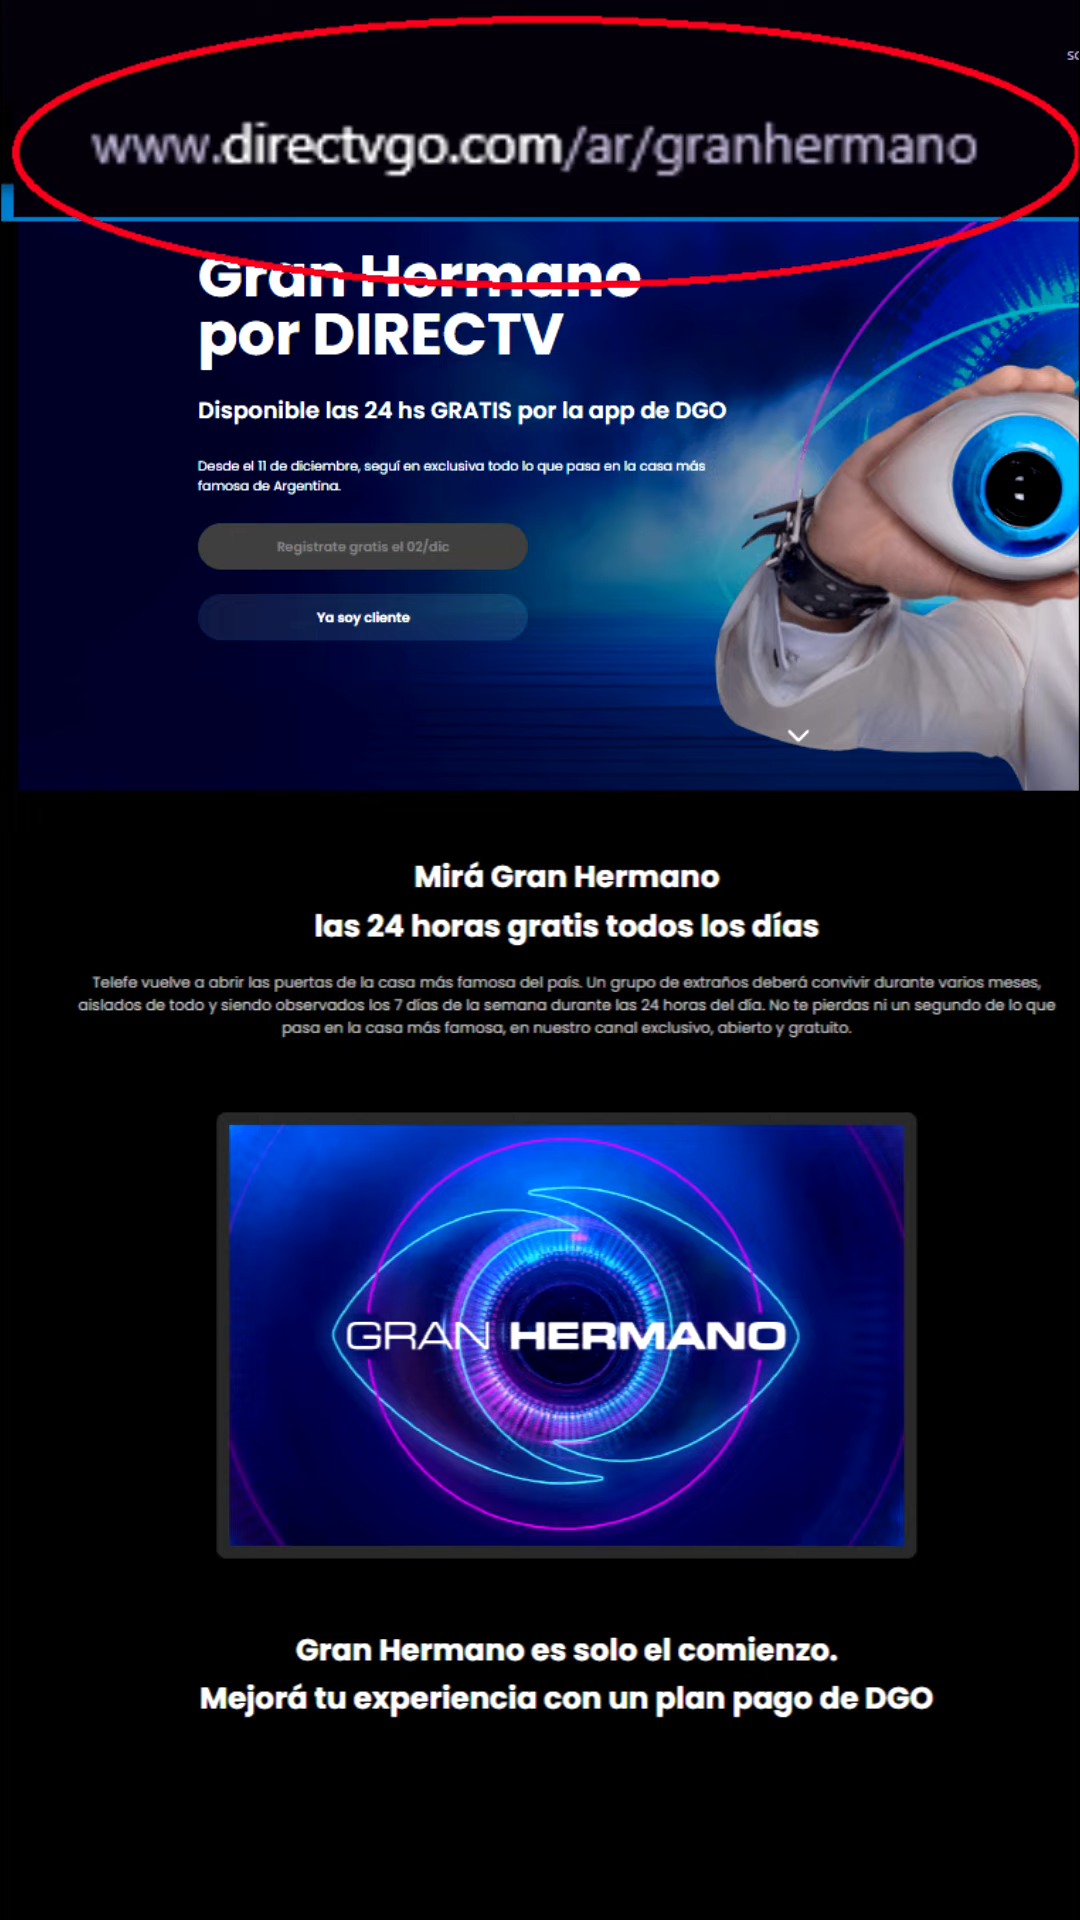 www.directvgo.com/ar/granhermano
Gran Hermano
por DIRECTV
Disponible las 24 hs GRATIS por la app de DGO
Desde el 11 de diciembre, seguí en exclusiva todo lo que pasa en la casa más
famosa de Argentina.
Registrate gratis el 02/dic
Ya soy cliente
Mirá Gran Hermano
las 24 horas gratis todos los días
Telefe vuelve a abrir las puertas de la casa más famosa del país. Un grupo de extraños deberá convivir durante varios meses,
aislados de todo y siendo observados los 7 días de la semana durante las 24 horas del día. No te pierdas ni un segundo de lo que
pasa en la casa más famosa, en nuestro canal exclusivo, abierto y gratuito.
GRAN HERMANO
Gran Hermano es solo el comienzo.
Mejorá tu experiencia con un plan pago de DGO